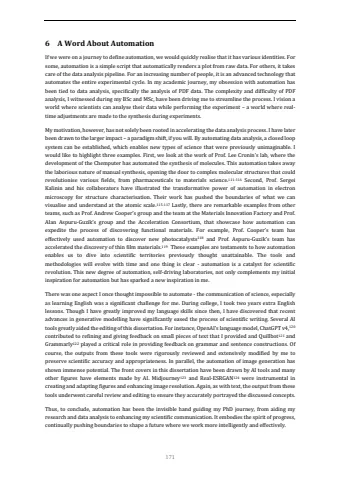 6 A Word About Automation
If we were on a journey to define automation, we would quickly realise that it has various identities. For
some, automation is a simple script that automatically renders a plot from raw data. For others, it takes
care of the data analysis pipeline. For an increasing number of people, it is an advanced technology that
automates the entire experimental cycle. In my academic journey, my obsession with automation has
been tied to data analysis, specifically the analysis of PDF data. The complexity and difficulty of PDF
analysis, I witnessed during my BSc and MSc, have been driving me to streamline the process. I vision a
world where scientists can analyse their data while performing the experiment – a world where real-
time adjustments are made to the synthesis during experiments.
My motivation, however, has not solely been rooted in accelerating the data analysis process. I have later
been drawn to the larger impact – a paradigm shift, if you will. By automating data analysis, a closed loop
system can be established, which enables new types of science that were previously unimaginable. I
would like to highlight three examples. First, we look at the work of Prof. Lee Cronin's lab, where the
development of the Chemputer has automated the synthesis of molecules. This automation takes away
the laborious nature of manual synthesis, opening the door to complex molecular structures that could
revolutionise various fields, from pharmaceuticals to materials science. Second, Prof. Sergei
Kalinin and his collaborators have illustrated the transformative power of automation in electron
microscopy for structure characterisation. Their work has pushed the boundaries of what we can
visualise and understand at the atomic scale. Lastly, there are remarkable examples from other
teams, such as Prof. Andrew Cooper's group and the team at the Materials Innovation Factory and Prof.
Alan Aspuru-Guzik's group and the Acceleration Consortium, that showcase how automation can
expedite the process of discovering functional materials. For example, Prof. Cooper's team has
effectively used automation to discover new photocatalysts and Prof. Aspuru-Guzik's team has
accelerated the discovery of thin film materials. These examples are testaments to how automation
enables us to dive into scientific territories previously thought unattainable. The tools and
methodologies will evolve with time and one thing is clear - automation is a catalyst for scientific
revolution. This new degree of automation, self-driving laboratories, not only complements my initial
inspiration for automation but has sparked a new inspiration in me.
There was one aspect I once thought impossible to automate - the communication of science, especially
as learning English was a significant challenge for me. During college, I took two years extra English
lessons. Though I have greatly improved my language skills since then, I have discovered that recent
advances in generative modelling have significantly eased the process of scientific writing. Several AI
tools greatly aided the editing of this dissertation. For instance, OpenAI's language model, ChatGPT v4,
contributed to refining and giving feedback on small pieces of text that I provided and Quillbot and
Grammarly played a critical role in providing feedback on grammar and sentence constructions. Of
course, the outputs from these tools were rigorously reviewed and extensively modified by me to
preserve scientific accuracy and appropriateness. In parallel, the automation of image generation has
shown immense potential. The front covers in this dissertation have been drawn by AI tools and many
other figures have elements made by AI. Midjourney and Real-ESRGAN were instrumental in
creating and adapting figures and enhancing image resolution. Again, as with text, the output from these
tools underwent careful review and editing to ensure they accurately portrayed the discussed concepts.
Thus, to conclude, automation has been the invisible hand guiding my PhD journey, from aiding my
research and data analysis to enhancing my scientific communication. It embodies the spirit of progress,
continually pushing boundaries to shape a future where we work more intelligently and effectively.
171